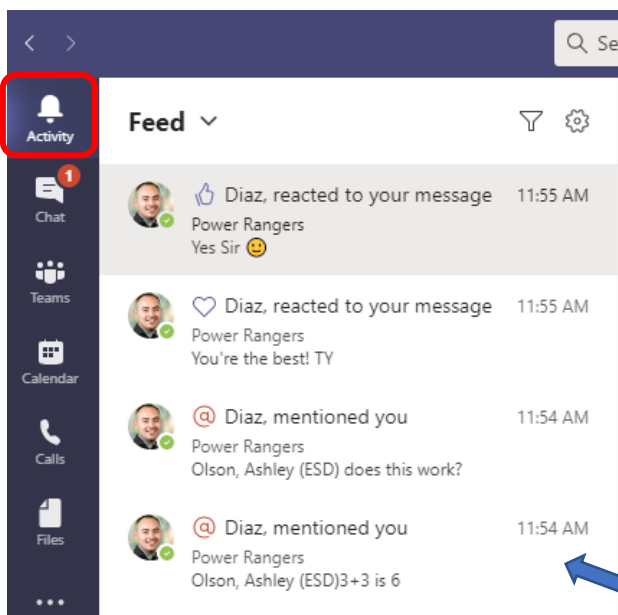 Se
Activity
1
Chat
Teams
Calendar
Calls
Files
Feed
Diaz, reacted to your message 11:55 AM
Power Rangers
Yes Sir 🙂
Diaz, reacted to your message 11:55 AM
Power Rangers
You're the best! TY
@ Diaz, mentioned you 11:54 AM
Power Rangers
Olson, Ashley (ESD) does this work?
@ Diaz, mentioned you 11:54 AM
Power Rangers
Olson, Ashley (ESD)3+3 is 6